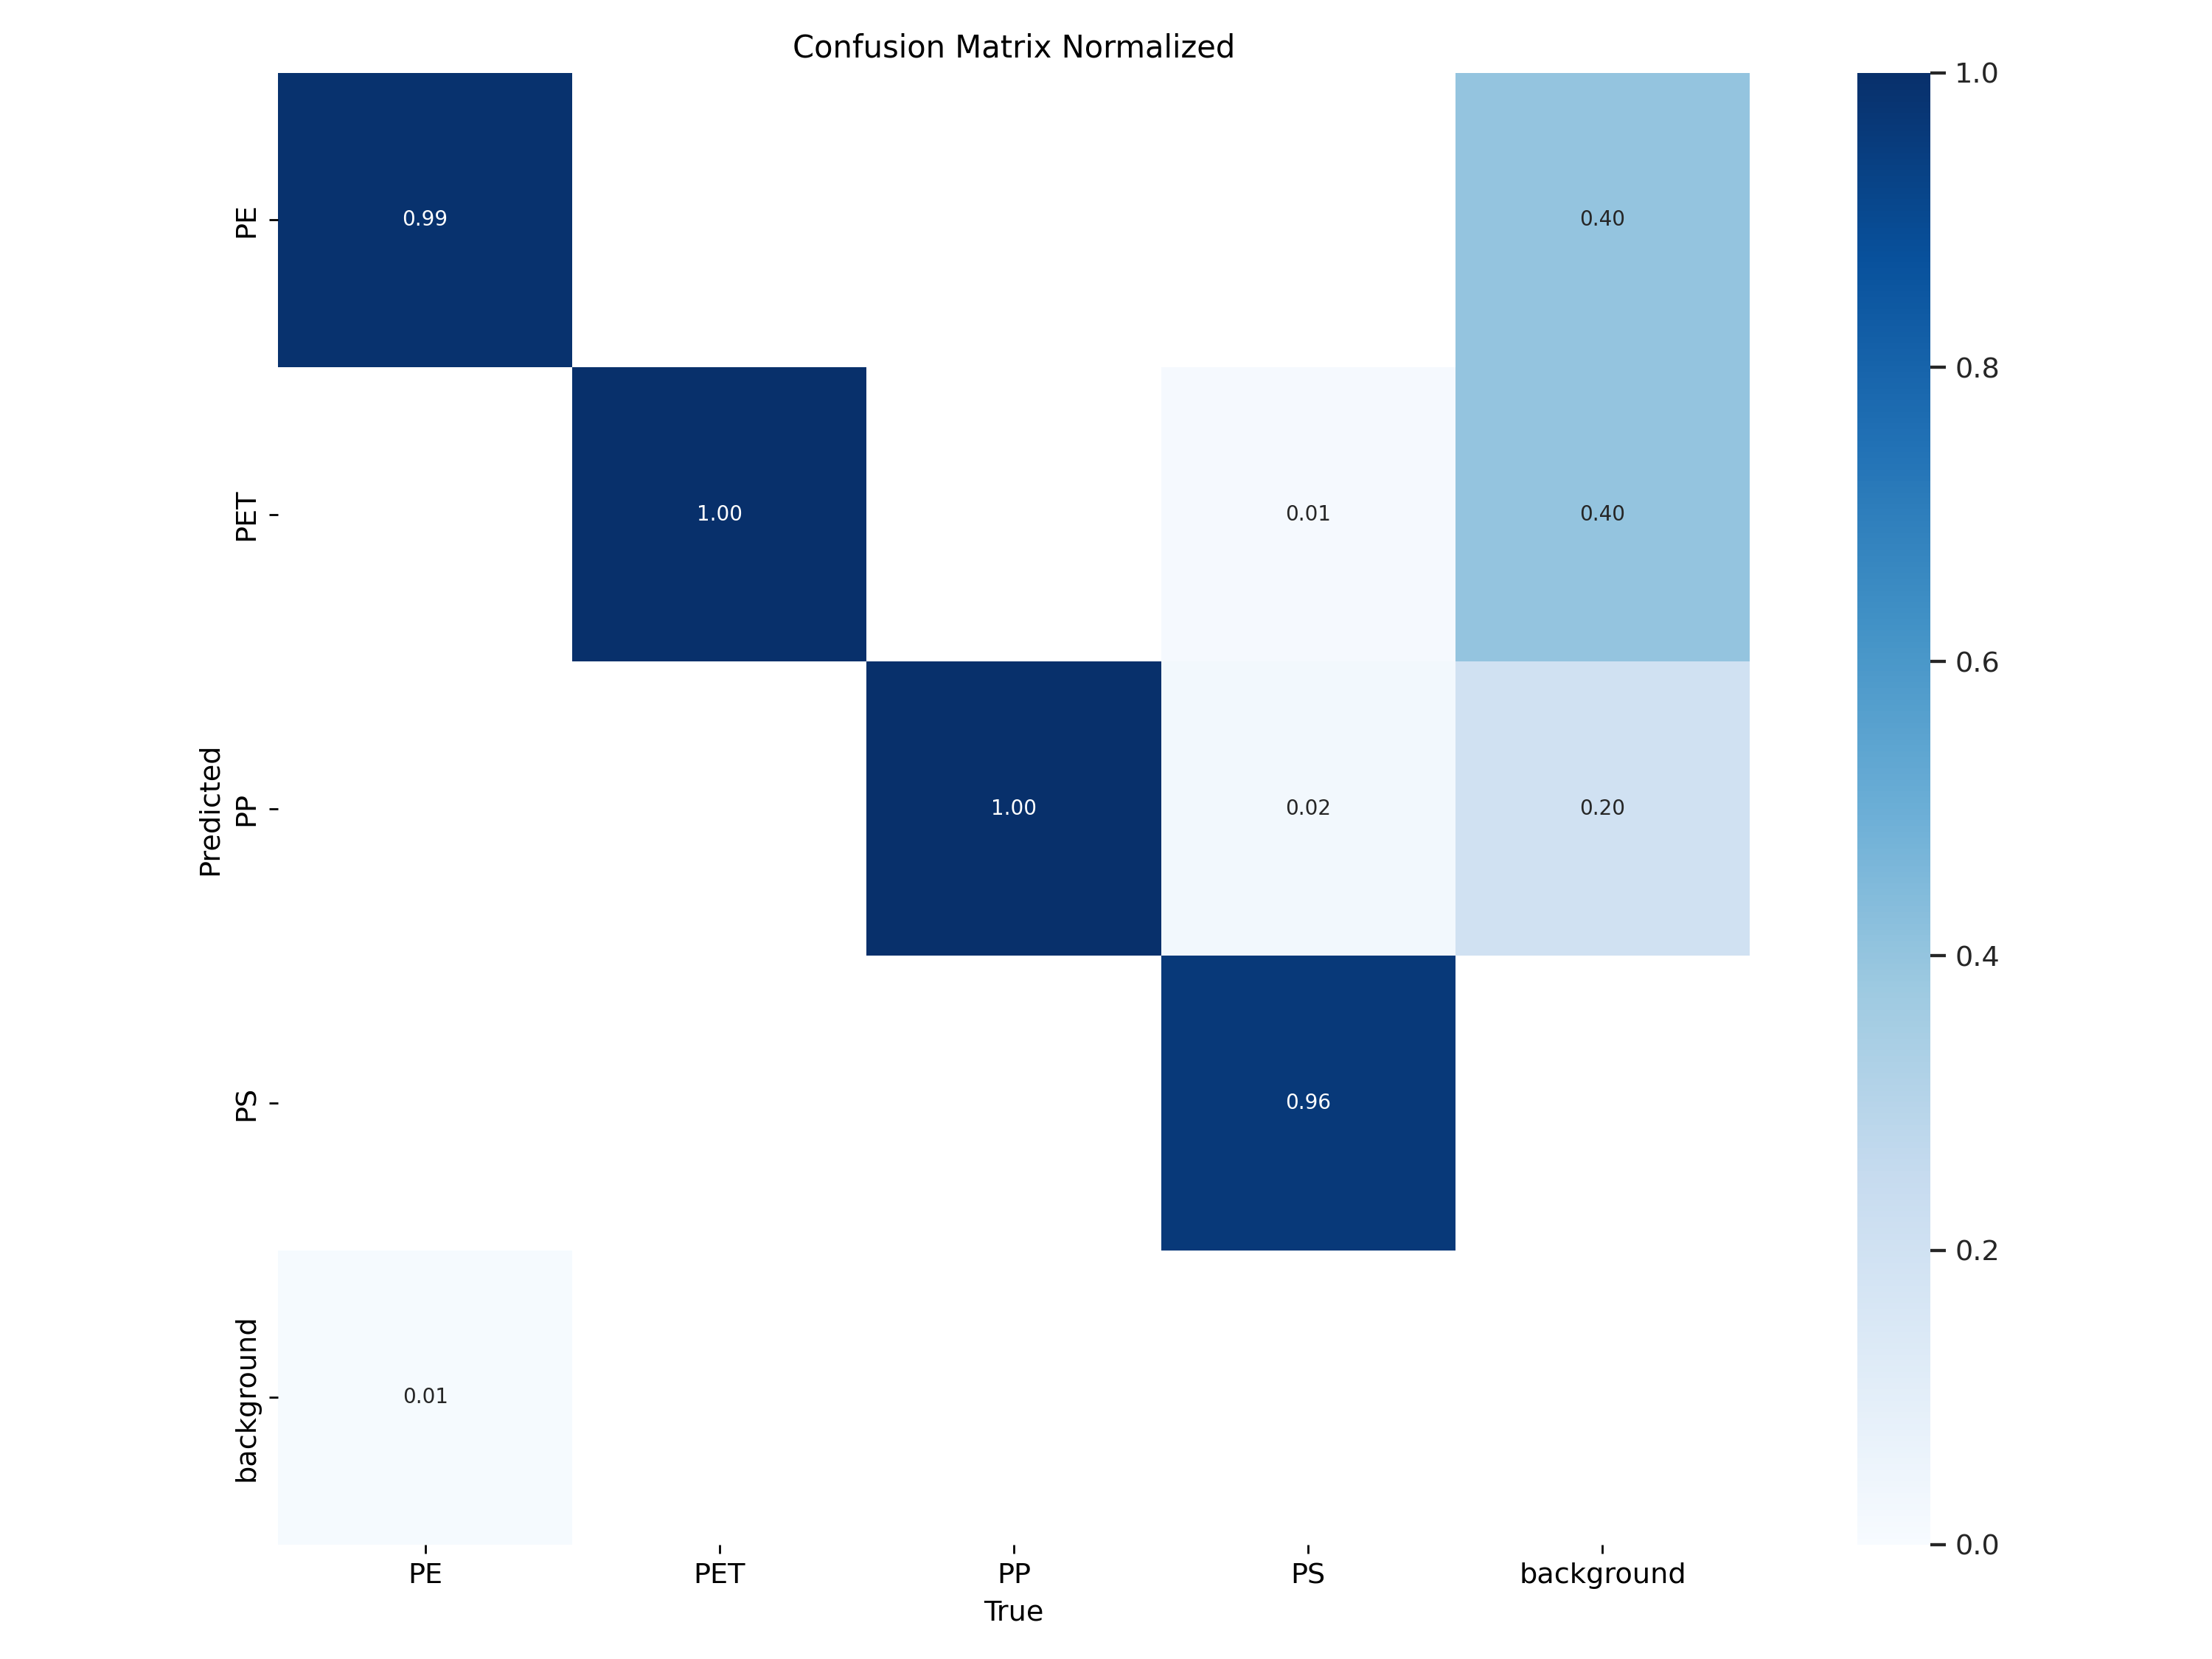 Confusion Matrix Normalized
PE
0.99
0.40
PET
1.00
0.01
0.40
PP
1.00
0.02
0.20
PS
0.96
background
0.01
Predicted
PE
PET
PP
PS
background
True
1.0
0.8
0.6
0.4
0.2
0.0